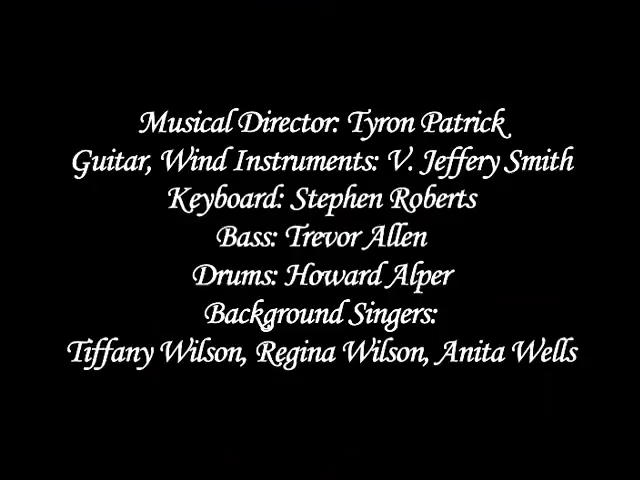 Musical Director: Tyron Patrick
Guitar, Wind Instruments: V. Jeffery Smith
Keyboard: Stephen Roberts
Bass: Trevor Allen
Drums: Howard Alper
Background Singers:
Tiffany Wilson, Regina Wilson, Anita Wells